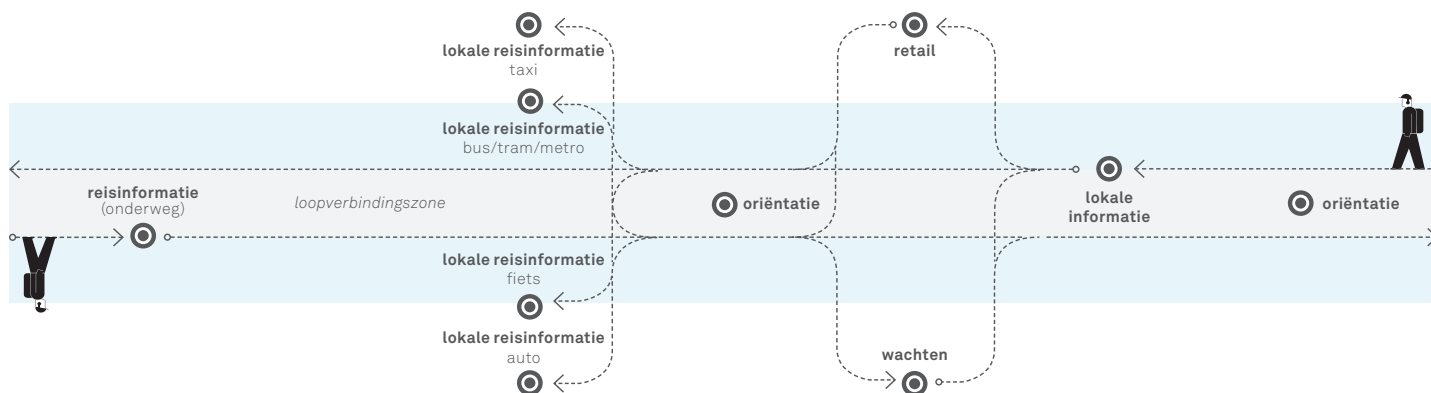 lokale reisinformatie
taxi
retail
lokale reisinformatie
bus/tram/metro
reisinformatie
(onderweg)
loopverbindingszone
oriëntatie
lokale
informatie
oriëntatie
lokale reisinformatie
fiets
lokale reisinformatie
auto
wachten